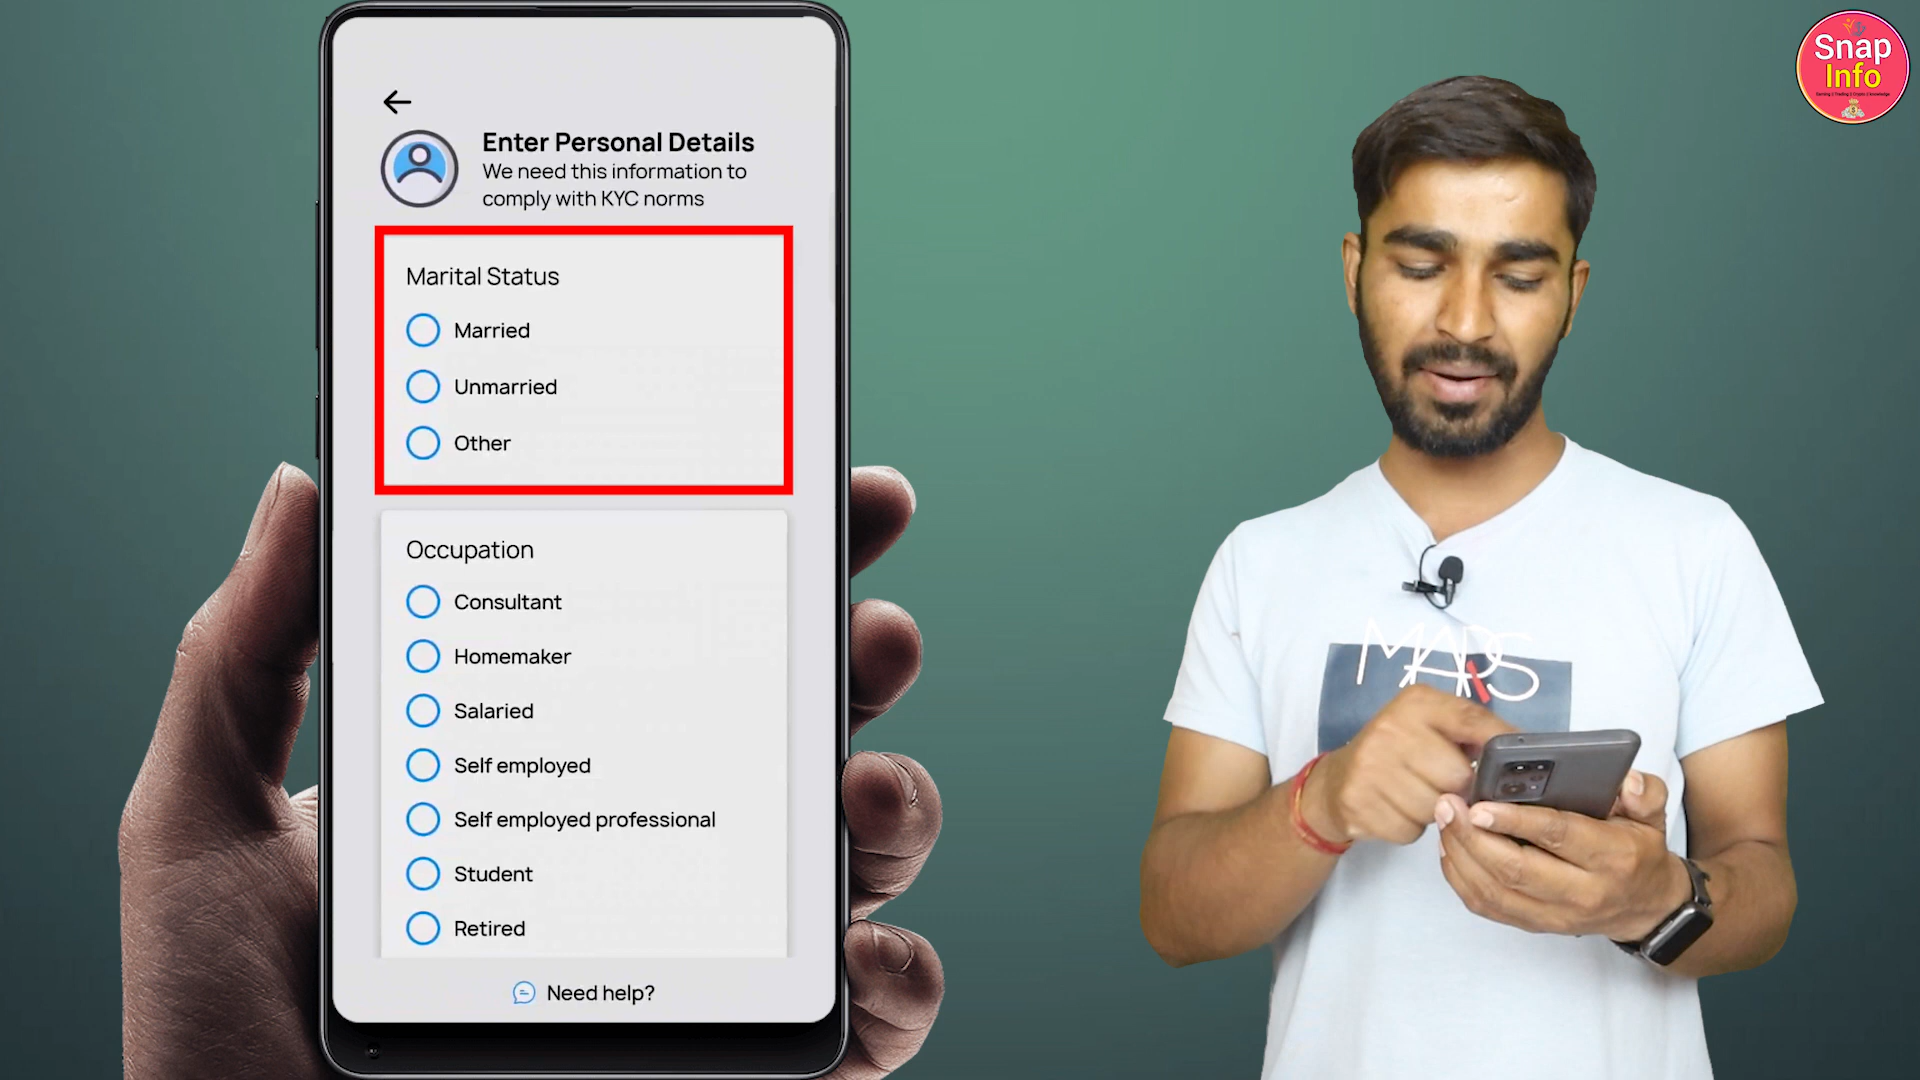 Snap
Info
Enter Personal Details
We need this information to
comply with KYC norms
Marital Status
Married
Unmarried
Other
Occupation
Consultant
Homemaker
Salaried
Self employed
Self employed professional
Student
Retired
Need help?
MARS